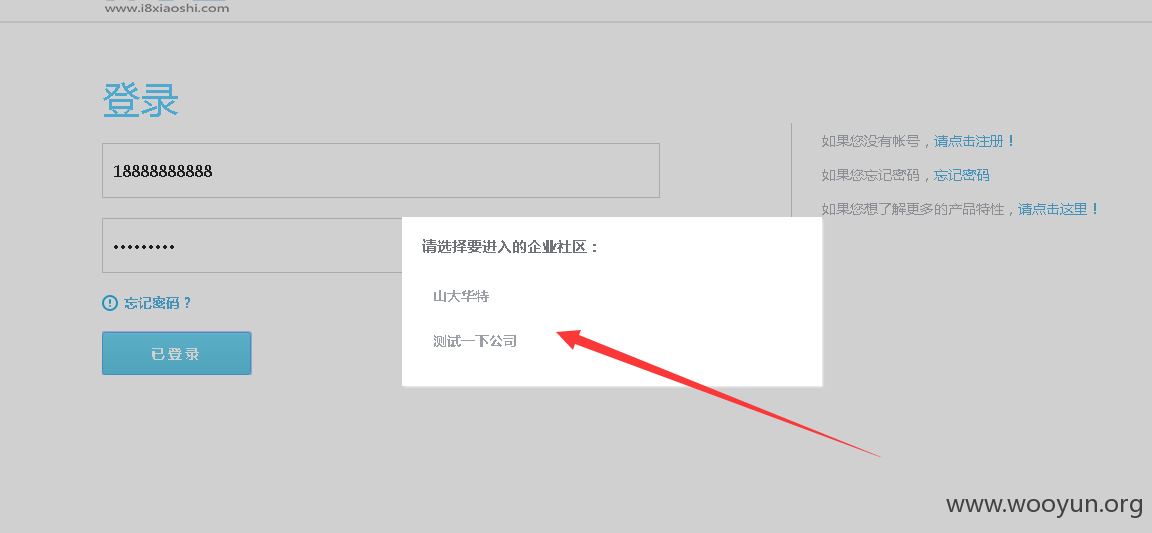 www.i8xiaoshi.com
登录
18888888888
•••••••••
忘记密码？
已登录
如果您没有帐号，请点击注册！
如果您忘记密码，忘记密码
如果您想了解更多的产品特性，请点击这里！
请选择要进入的企业社区：
山大华特
测试一下公司
www.wooyun.org